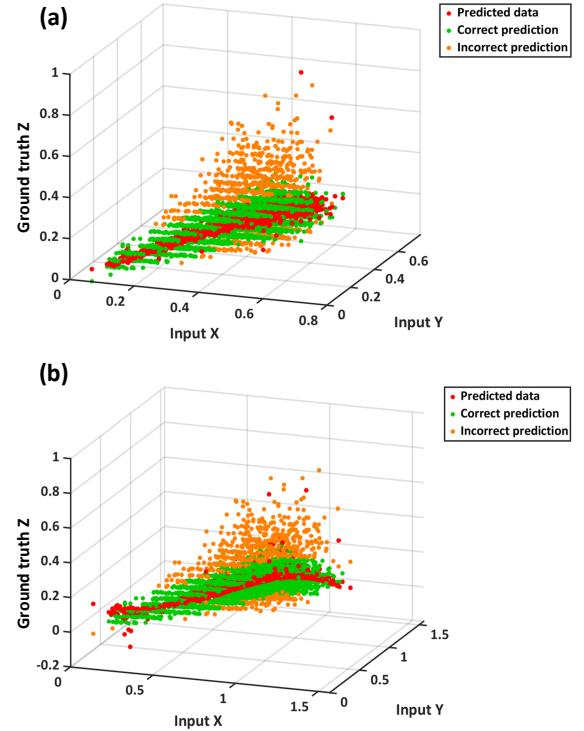 (a)
Predicted data
Correct prediction
Incorrect prediction
Ground truth Z
1
0.8
0.6
0.4
0.2
0
0
0.2
0.4
0.6
0.8
Input X
0
0.2
0.4
0.6
Input Y
(b)
Predicted data
Correct prediction
Incorrect prediction
Ground truth Z
1
0.8
0.6
0.4
0.2
0
-0.2
0
0.5
1
1.5
Input X
0
0.5
1
1.5
Input Y